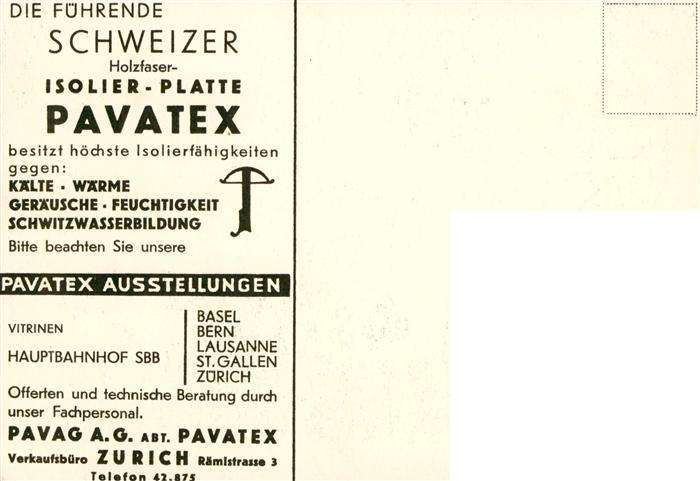 DIE FÜHRENDE
SCHWEIZER
Holzfaser-
ISOLIER - PLATTE
PAVATEX
besitzt höchste Isolierfähigkeiten
gegen:
KÄLTE · WÄRME
GERÄUSCHE · FEUCHTIGKEIT
SCHWITZWASSERBILDUNG
Bitte beachten Sie unsere
PAVATEX AUSSTELLUNGEN
VITRINEN
HAUPTBAHNHOF SBB
BASEL
BERN
LAUSANNE
ST. GALLEN
ZÜRICH
Offerten und technische Beratung durch
unser Fachpersonal.
PAVAG A.G. ABT. PAVATEX
Verkaufsbüro ZURICH Rämistrasse 3
Telefon 42.875